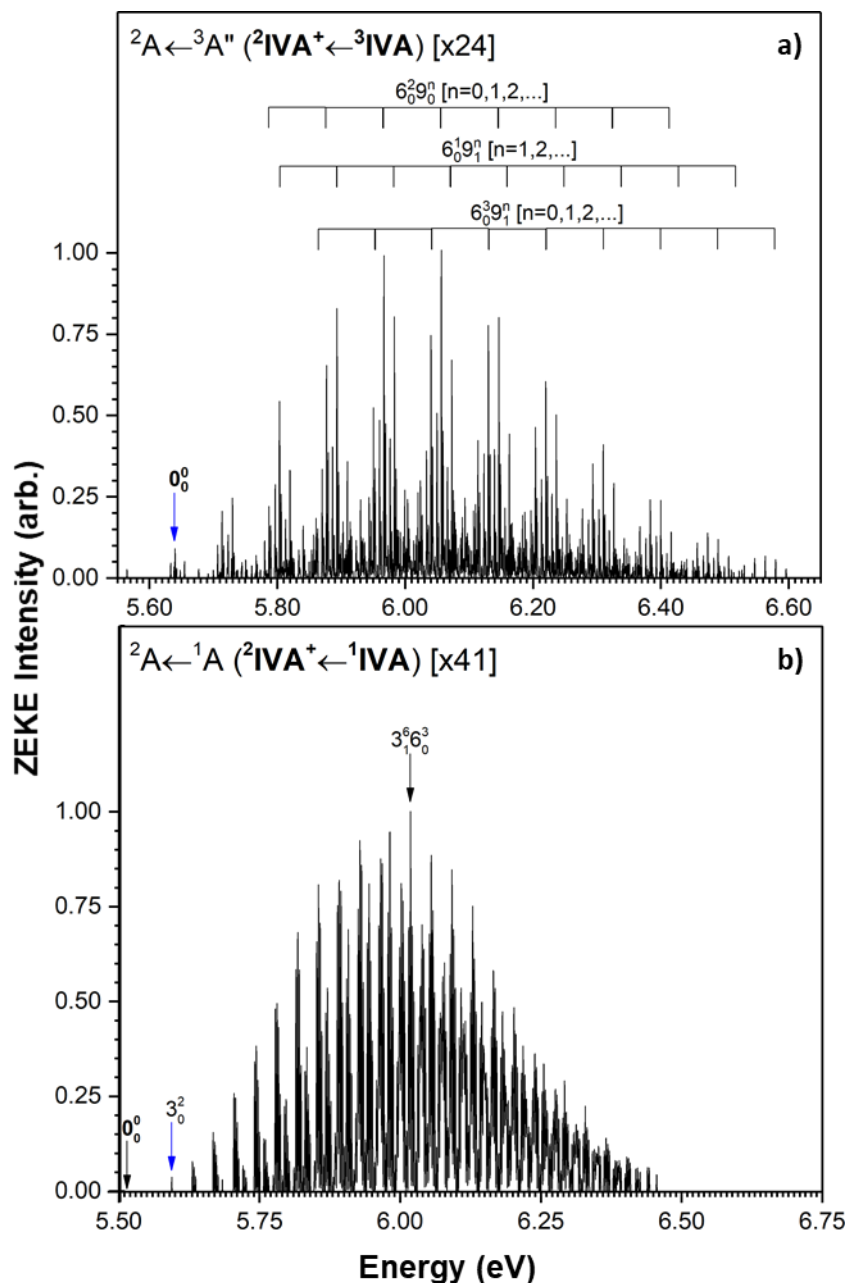 ²A←³A" (²IVA⁺←³IVA) [x24] a)
6₀²9₀ⁿ [n=0,1,2,...]
6₀¹9₁ⁿ [n=1,2,...]
6₀³9₁ⁿ [n=0,1,2,...]
1.00
0.75
0.50
0₀⁰
0.25
0.00
5.60 5.80 6.00 6.20 6.40 6.60
ZEKE Intensity (arb.)
²A←¹A (²IVA⁺←¹IVA) [x41] b)
3₁⁶6₀³
1.00
0.75
0.50
0.25
0₀⁰ 3₀²
0.00
5.50 5.75 6.00 6.25 6.50 6.75
Energy (eV)